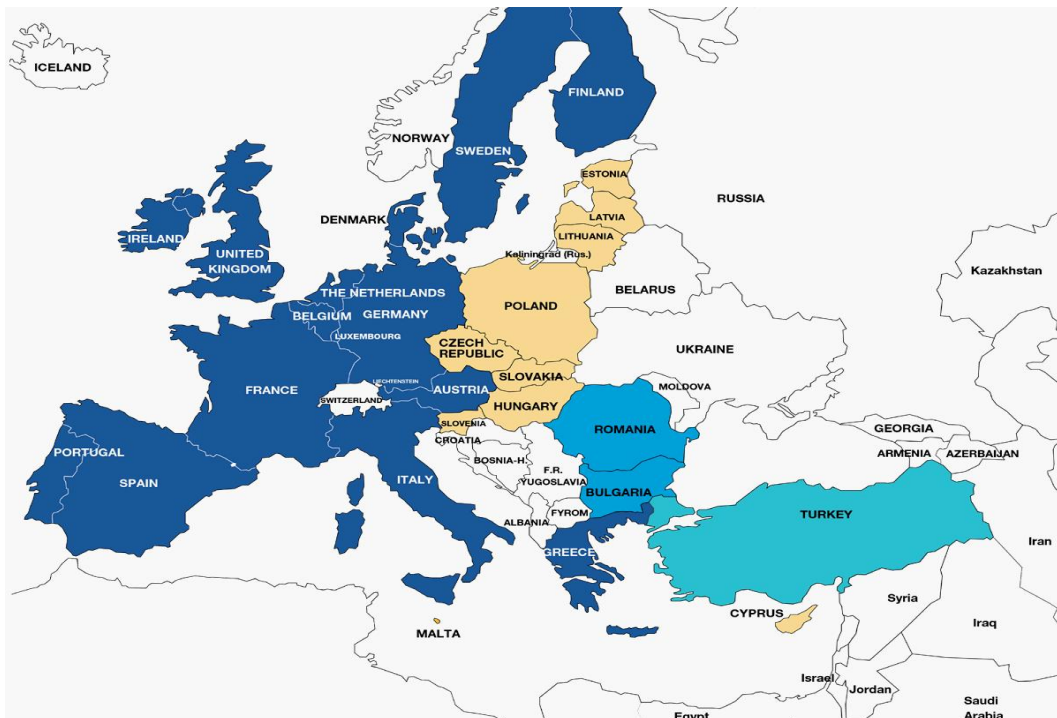 ICELAND
FINLAND
NORWAY
SWEDEN
ESTONIA
RUSSIA
DENMARK
LATVIA
IRELAND
LITHUANIA
UNITED
KINGDOM
Kaliningrad (Rus.)
Kazakhstan
THE NETHERLANDS
BELARUS
POLAND
BELGIUM
GERMANY
LUXEMBOURG
CZECH
REPUBLIC
UKRAINE
SLOVAKIA
LIECHTENSTEIN
FRANCE
AUSTRIA
MOLDOVA
SWITZERLAND
HUNGARY
SLOVENIA
ROMANIA
GEORGIA
CROATIA
PORTUGAL
BOSNIA-H.
ARMENIA
AZERBAIJAN
SPAIN
ITALY
F.R.
YUGOSLAVIA
BULGARIA
FYROM
TURKEY
ALBANIA
Iran
GREECE
Syria
CYPRUS
Iraq
MALTA
Israel
Jordan
Saudi
Arabia
Egypt